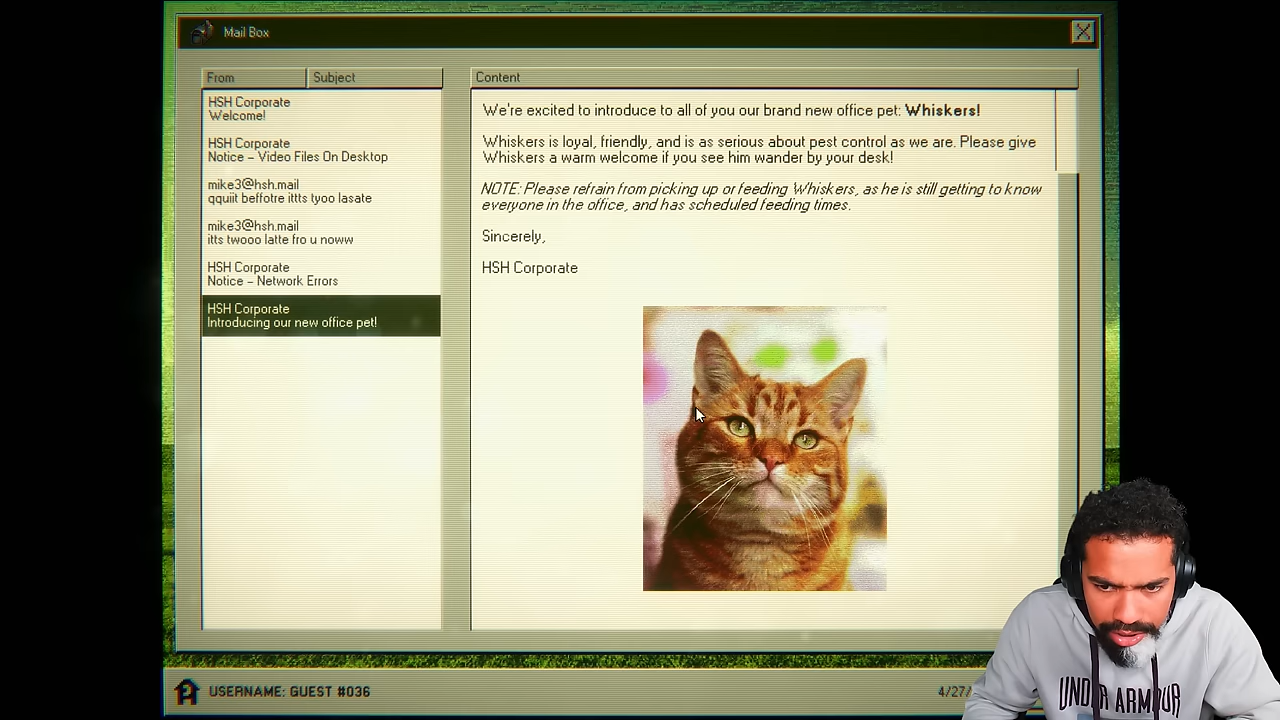 Mail Box
From
Subject
Content
HSH Corporate
Welcome!
HSH Corporate
Notice - Video Files On Desktop
mike3@hsh.mail
qquiit beffotre ittts tyoo lasate
mike3@hsh.mail
itts twooo latte fro u noww
HSH Corporate
Notice - Network Errors
HSH Corporate
Introducing our new office pet!
We're excited to introduce to all of you our brand new office pet: Whiskers!
Whiskers is loyal, friendly, and is as serious about pest control as we are. Please give
Whiskers a warm welcome if you see him wander by your desk!
NOTE: Please refrain from picking up or feeding Whiskers, as he is still getting to know
everyone in the office, and has scheduled feeding times.
Sincerely,
HSH Corporate
USERNAME: GUEST #036
4/27/
UNDER ARMOUR